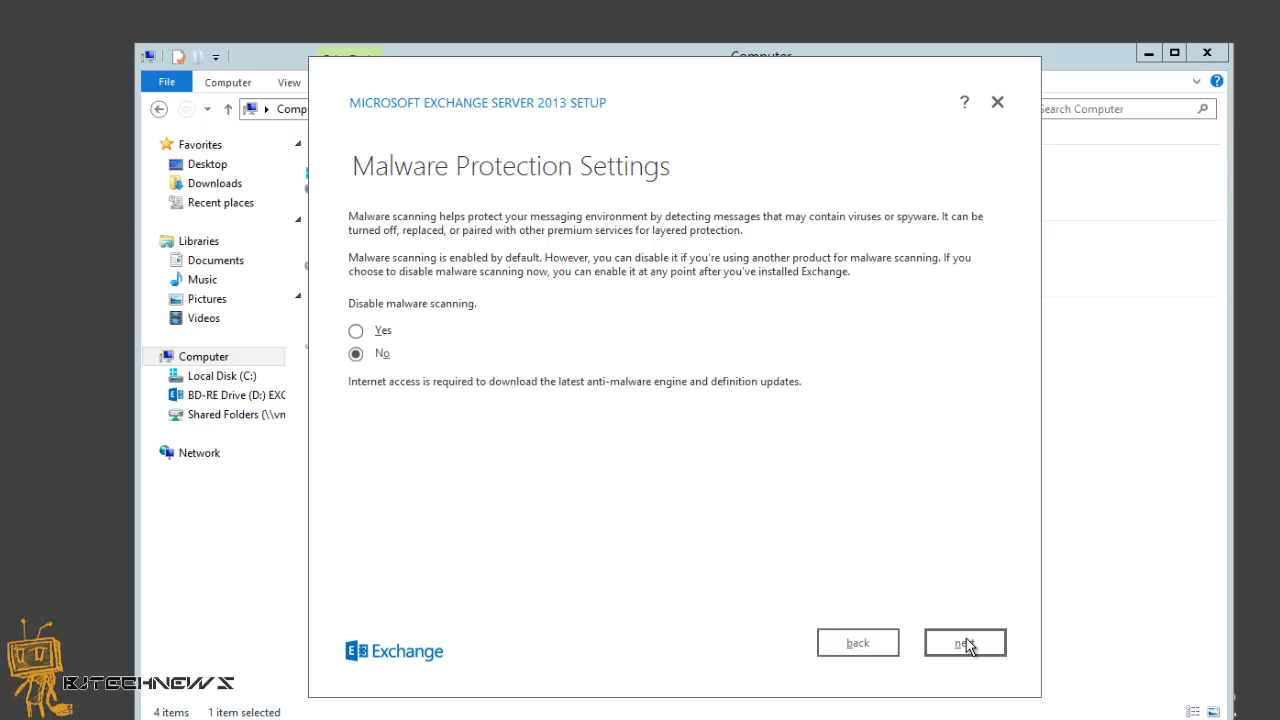 Computer
File
Computer
View
Comp
Search Computer
Favorites
Desktop
Downloads
Recent places
Libraries
Documents
Music
Pictures
Videos
Computer
Local Disk (C:)
BD-RE Drive (D:) EXC
Shared Folders (\\vn
Network
4 items 1 item selected
MICROSOFT EXCHANGE SERVER 2013 SETUP
? 
Malware Protection Settings
Malware scanning helps protect your messaging environment by detecting messages that may contain viruses or spyware. It can be
turned off, replaced, or paired with other premium services for layered protection.
Malware scanning is enabled by default. However, you can disable it if you're using another product for malware scanning. If you
choose to disable malware scanning now, you can enable it at any point after you've installed Exchange.
Disable malware scanning.
Yes
No
Internet access is required to download the latest anti-malware engine and definition updates.
Exchange
back
BJTECHNEWS